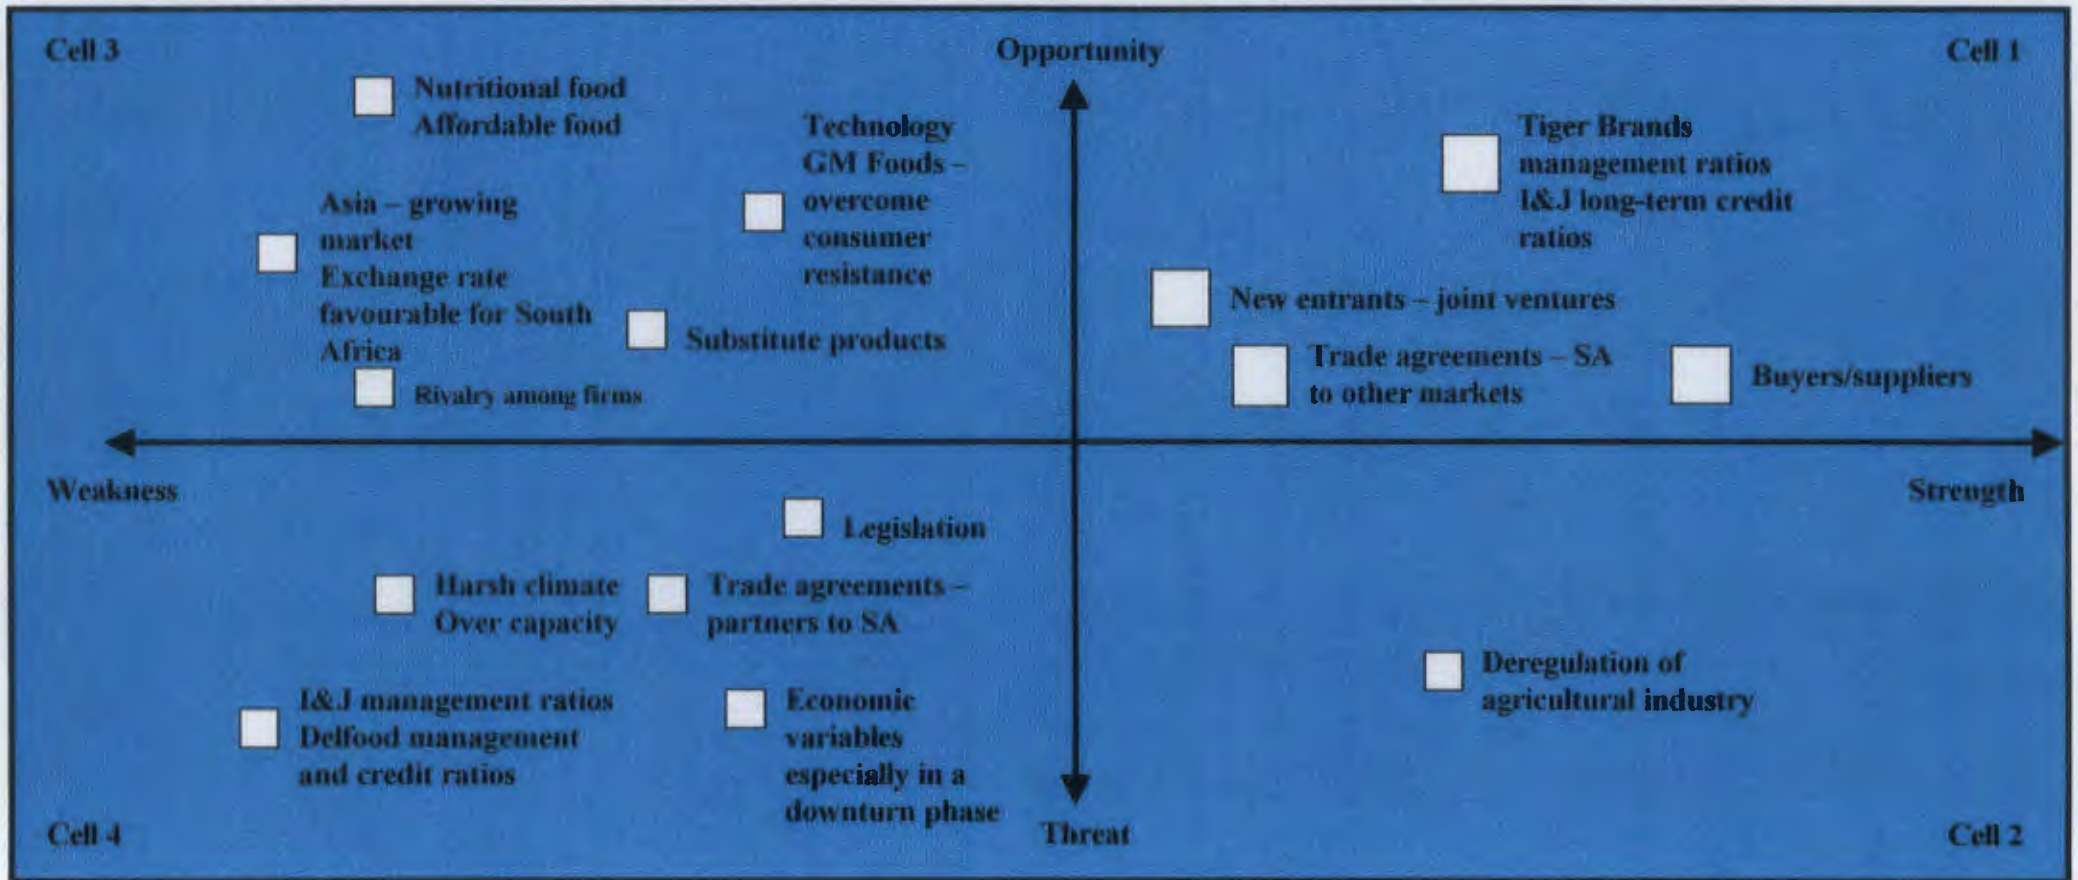 Cell 3
Opportunity
Cell 1
Nutritional food
Affordable food
Technology
GM Foods –
overcome
consumer
resistance
Tiger Brands
management ratios
I&J long-term credit
ratios
Asia – growing
market
Exchange rate
favourable for South
Africa
Substitute products
Rivalry among firms
New entrants – joint ventures
Trade agreements – SA
to other markets
Buyers/suppliers
Weakness
Strength
Legislation
Harsh climate
Over capacity
Trade agreements –
partners to SA
Deregulation of
agricultural industry
I&J management ratios
Delfood management
and credit ratios
Economic
variables
especially in a
downturn phase
Cell 4
Threat
Cell 2